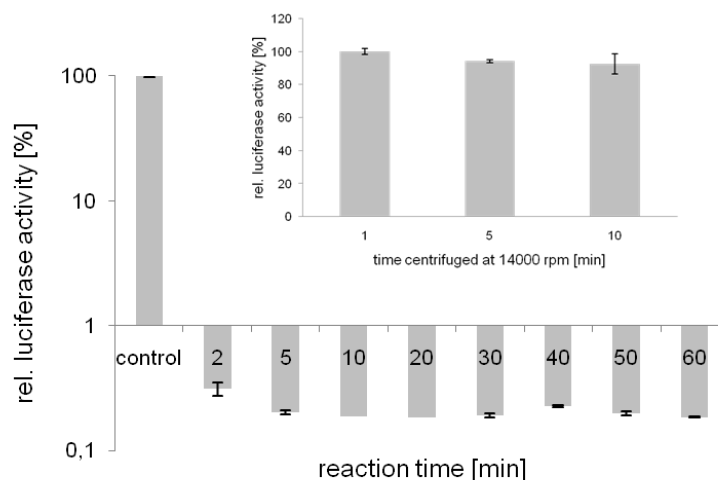 rel. luciferase activity [%]
100
10
1
0,1
control 2 5 10 20 30 40 50 60
reaction time [min]
rel. luciferase activity [%]
120
100
80
60
40
20
0
1 5 10
time centrifuged at 14000 rpm [min]